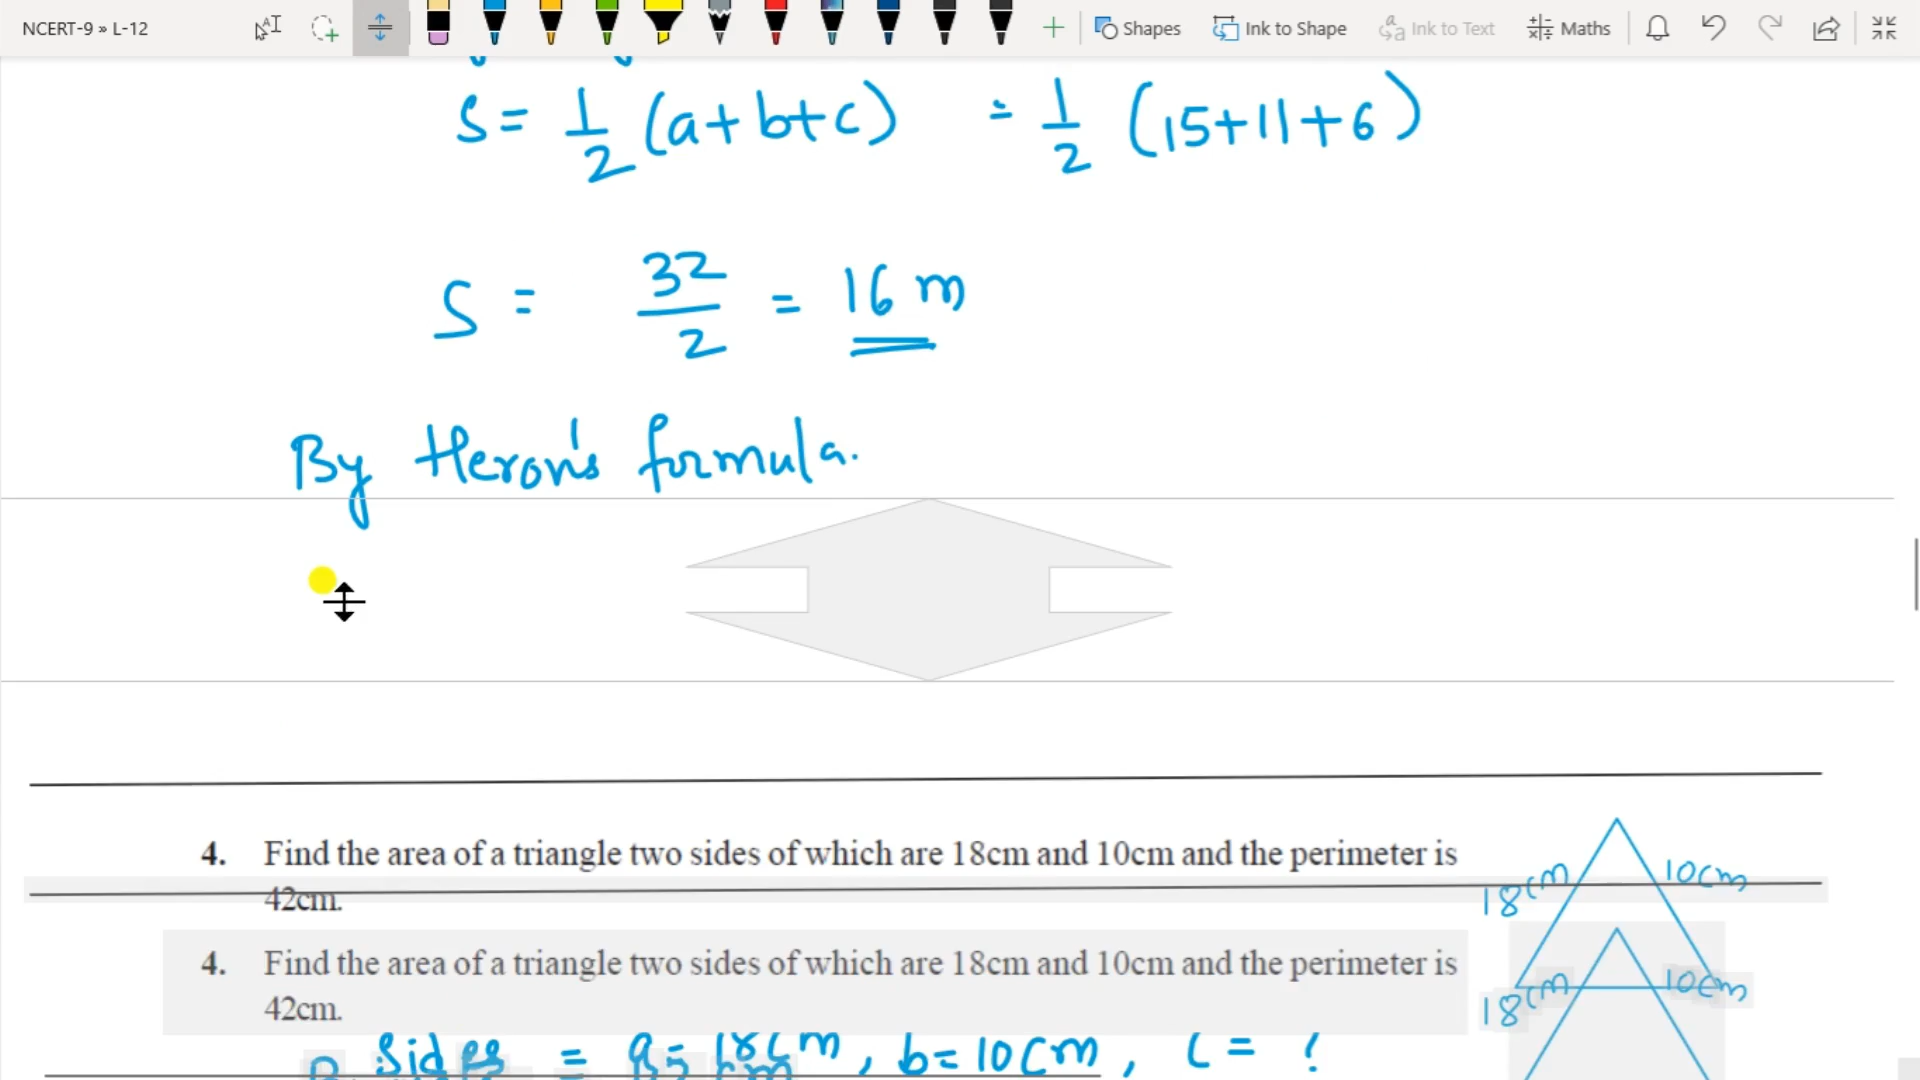 NCERT-9 » L-12 Shapes Ink to Shape Ink to Text Maths
S = 1/2 (a+b+c) = 1/2 (15+11+6)
S = 32/2 = 16 m
By Heron's formula.
4. Find the area of a triangle two sides of which are 18cm and 10cm and the perimeter is
42cm.
18cm 10cm
4. Find the area of a triangle two sides of which are 18cm and 10cm and the perimeter is
42cm.
18cm 10cm
Sides = a= 18cm, b=10cm, c= ?